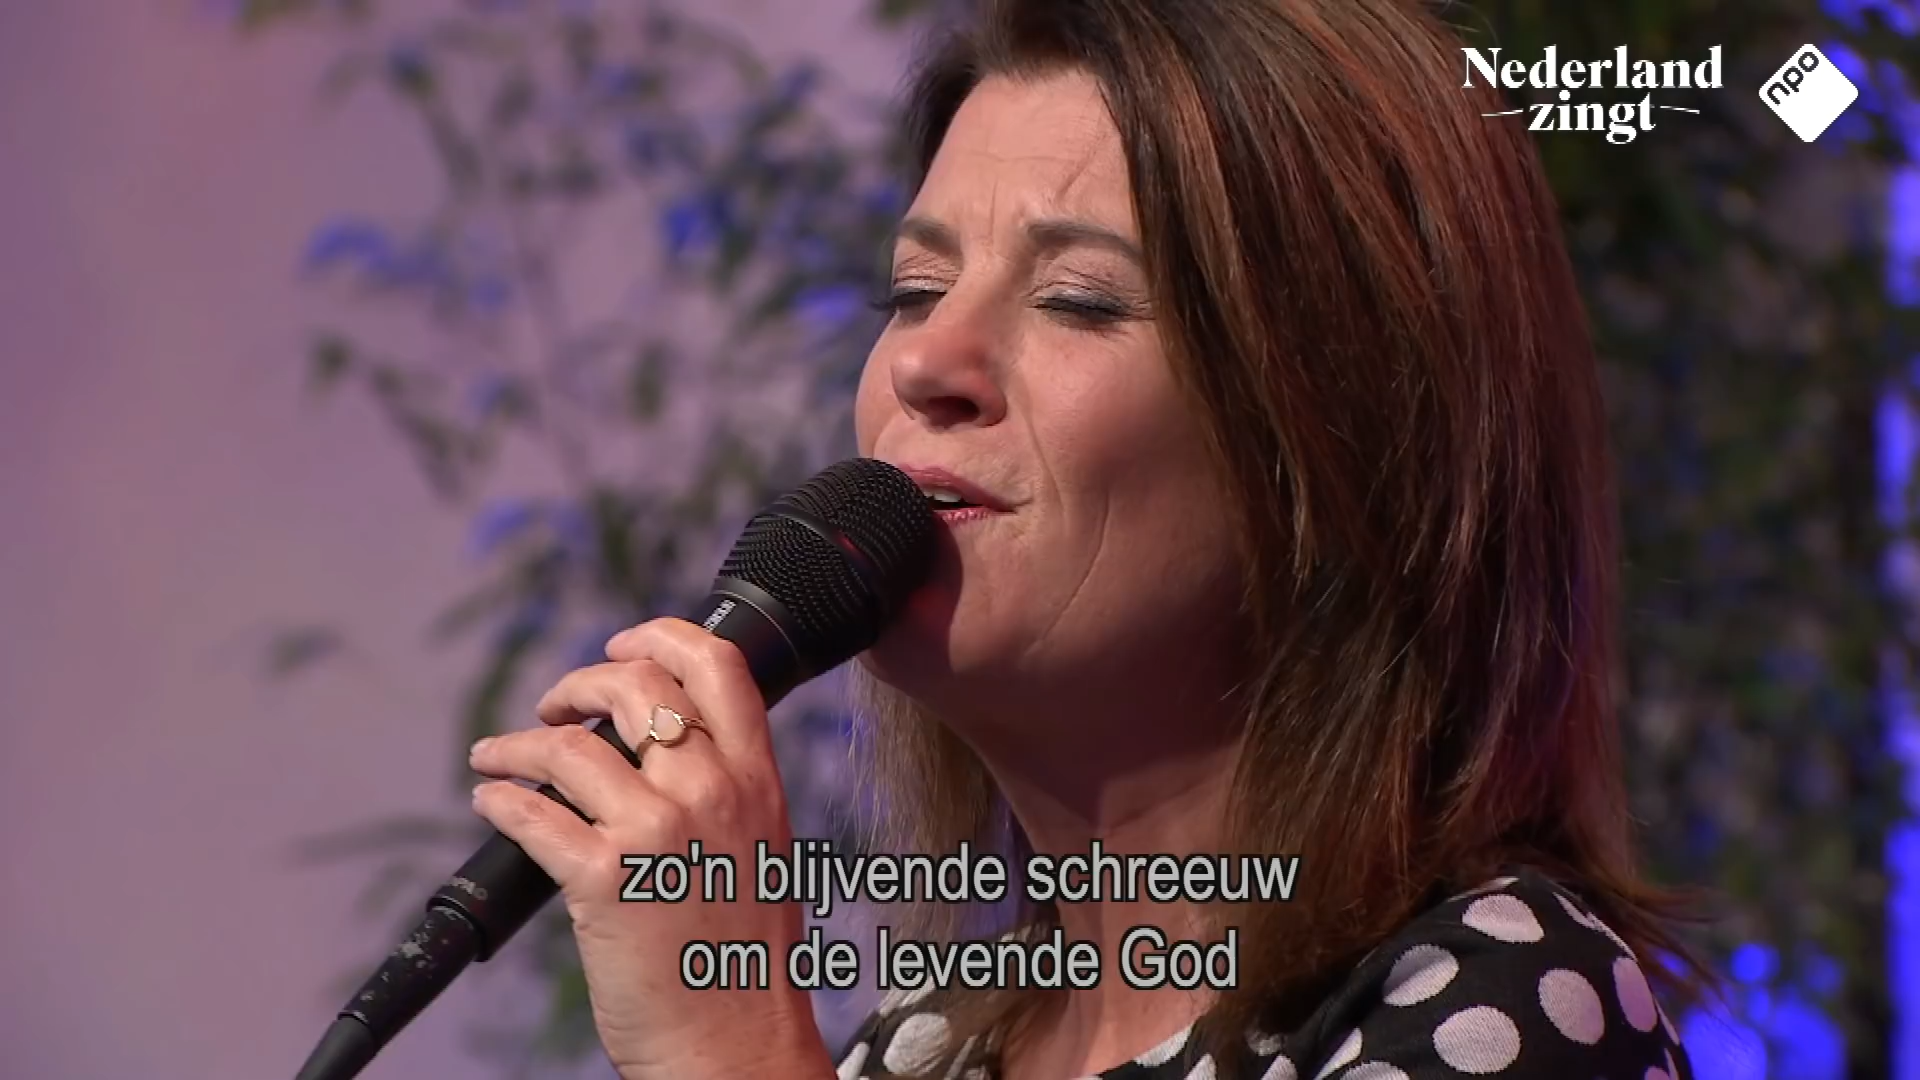 Nederland
zingt
npo
zo'n blijvende schreeuw
om de levende God